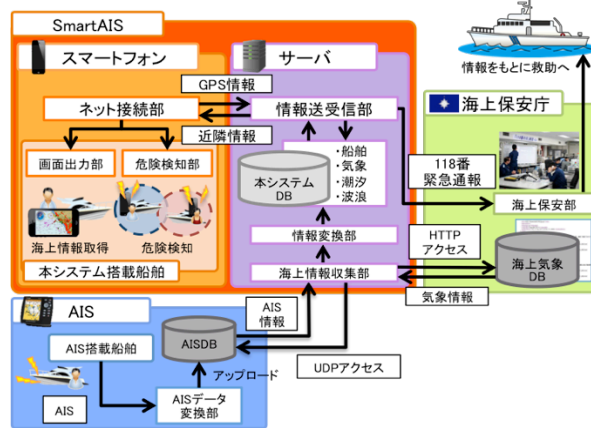 SmartAIS
スマートフォン
サーバ
GPS情報
ネット接続部
情報送受信部
近隣情報
画面出力部
危険検知部
海上情報取得
危険検知
本システム搭載船舶
本システム
DB
・船舶
・気象
・潮汐
・波浪
情報変換部
海上情報収集部
情報をもとに救助へ
海上保安庁
118番
緊急通報
海上保安部
HTTP
アクセス
海上気象
DB
気象情報
AIS
AIS
情報
AIS搭載船舶
AISDB
アップロード
UDPアクセス
AIS
AISデータ
変換部